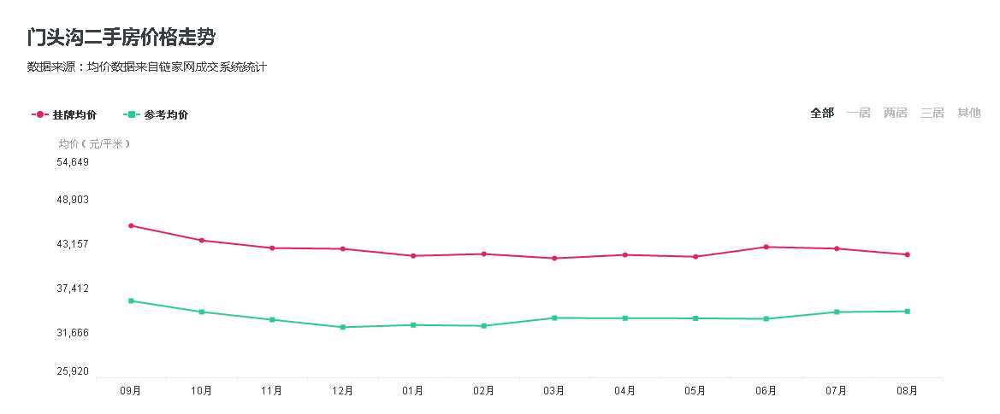 门头沟二手房价格走势
数据来源：均价数据来自链家网成交系统统计
挂牌均价 参考均价 全部 一居 两居 三居 其他
均价（元/平米）
54,649
48,903
43,157
37,412
31,666
25,920
09月 10月 11月 12月 01月 02月 03月 04月 05月 06月 07月 08月